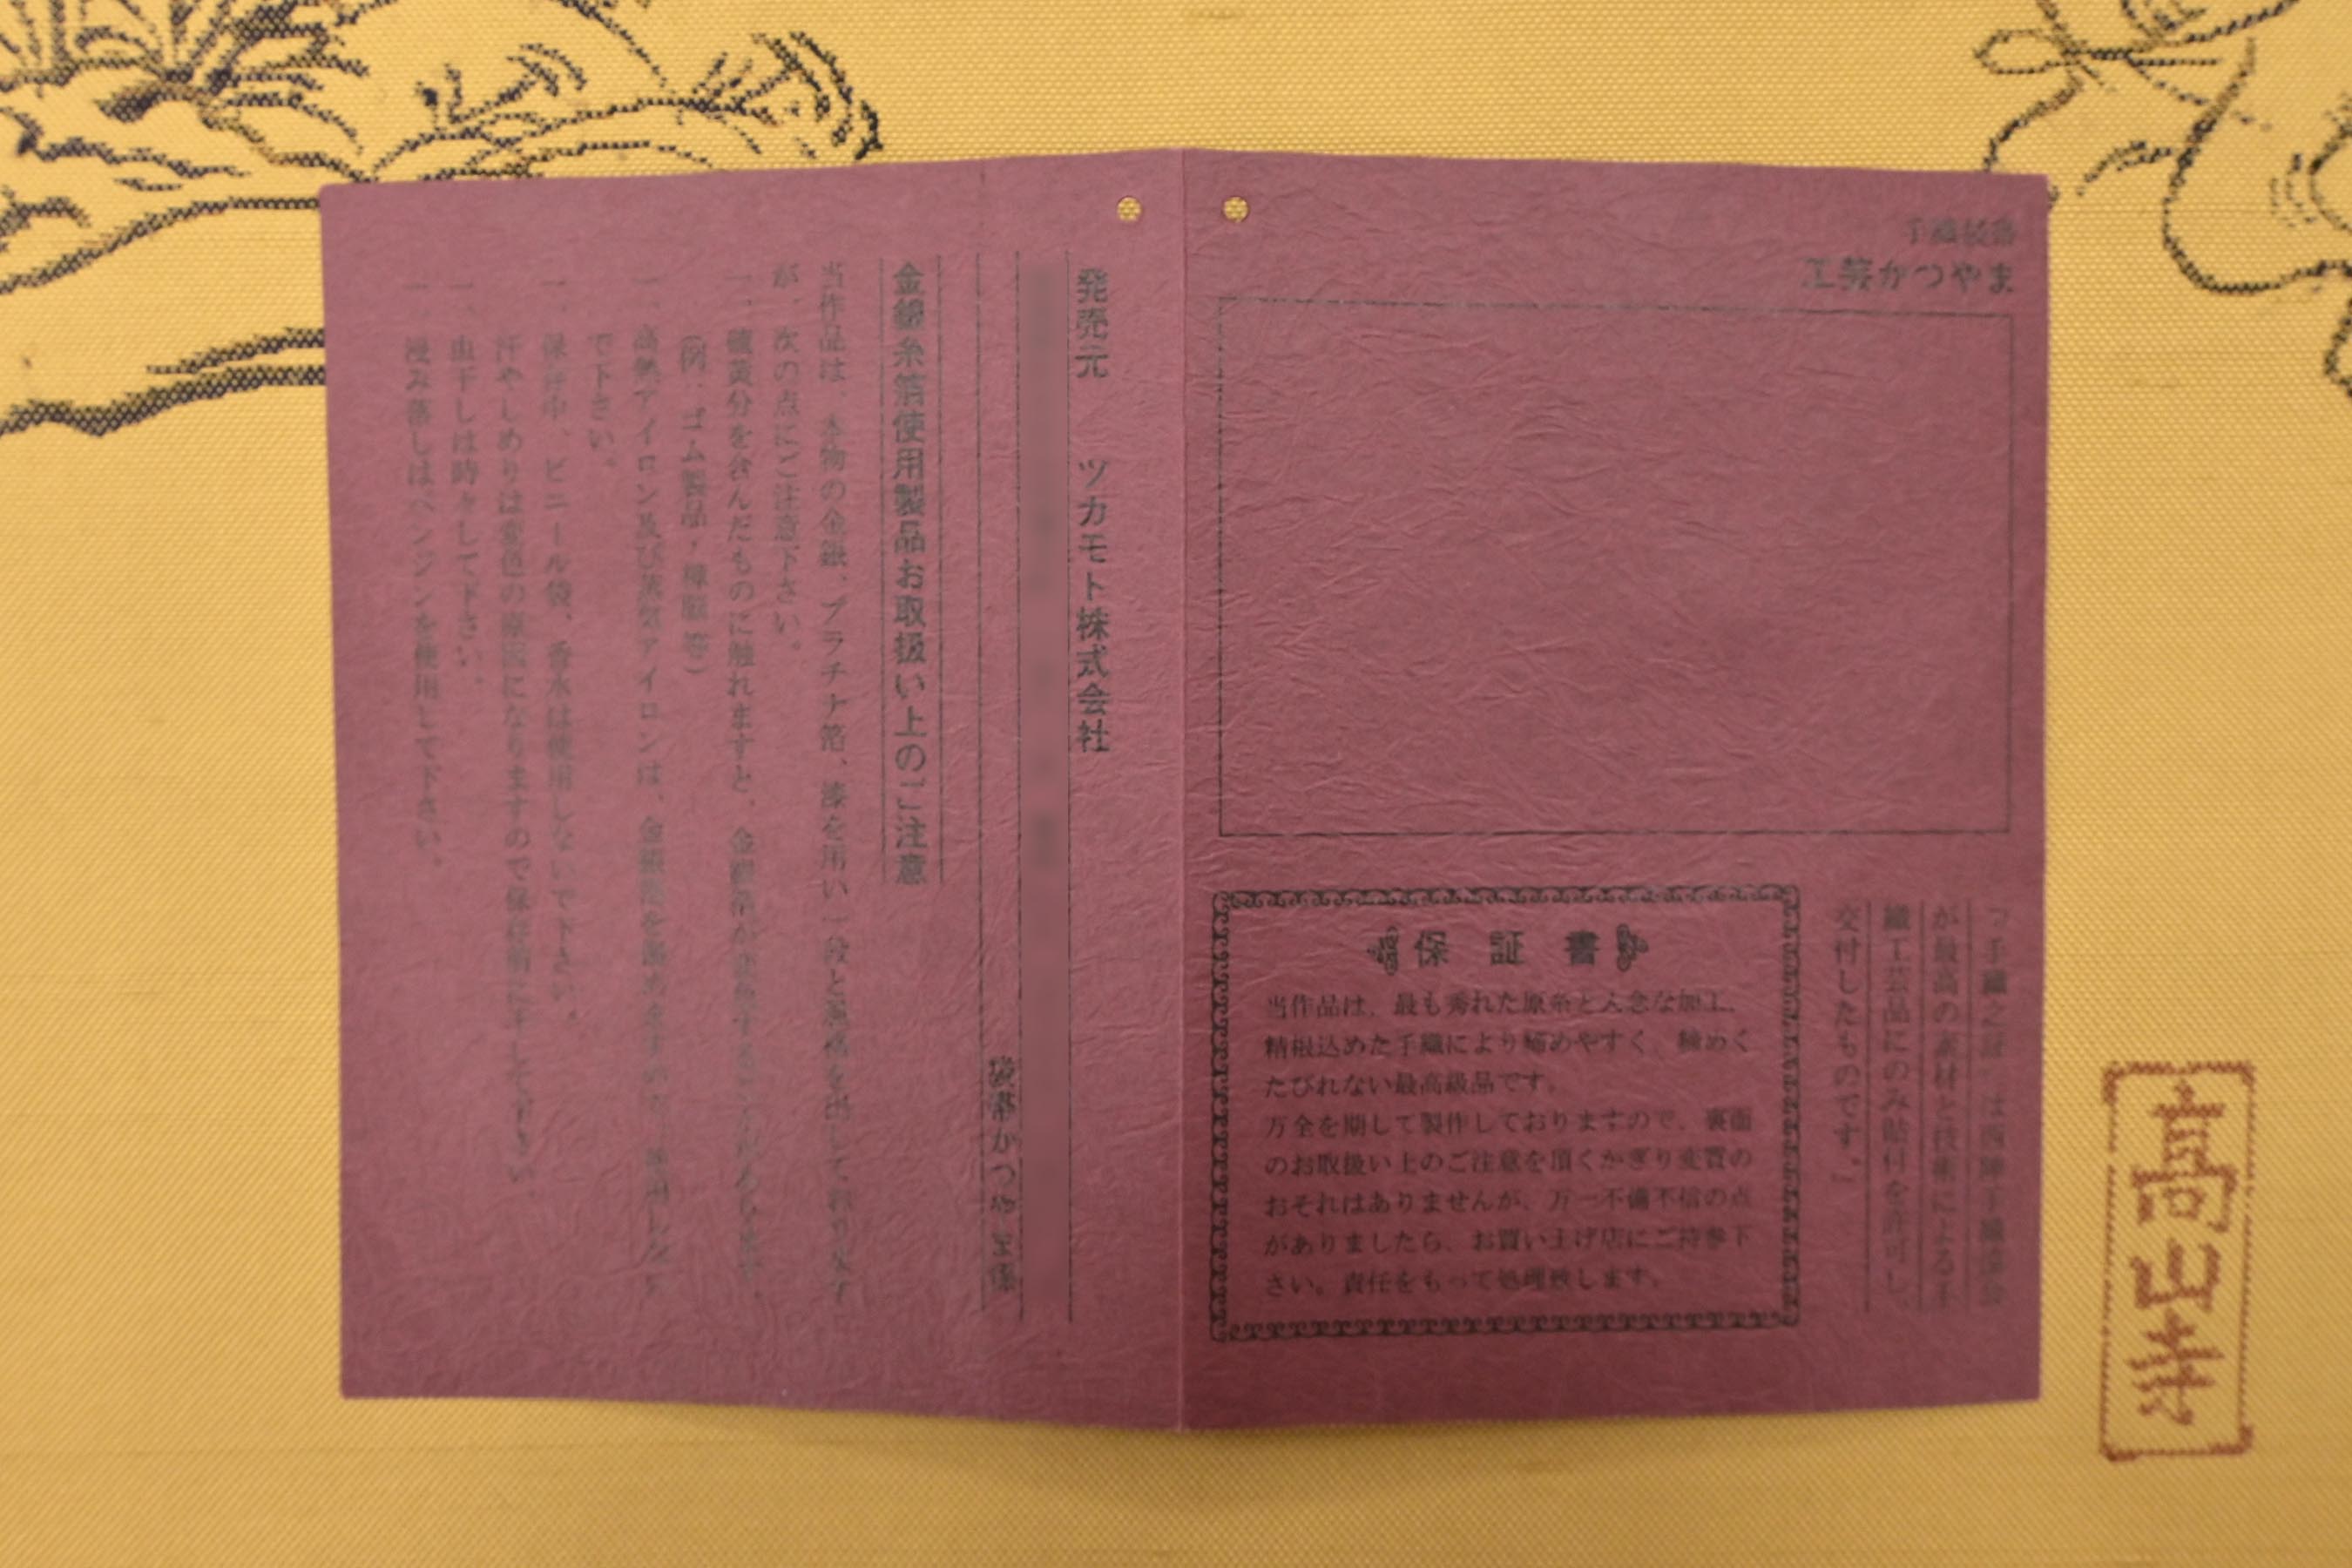 工芸かつやま
「手織之証」は西陣手織協会
が最高の素材と技術による手
織工芸品にのみ貼付を許可し、
交付したものです。」
保証書
当作品は、最も秀れた原糸と入念な加工、
精根込めた手織により締めやすく、締めく
たびれない最高級品です。
万全を期して製作しておりますので、裏面
のお取扱い上のご注意を頂くかぎり変質の
おそれはありませんが、万一不備不信の点
がありましたら、お買い上げ店にご持参下
さい。責任をもって処理致します。
発売元 ツカモト株式会社
袋帯かつやま係
金銀糸箔使用製品お取扱い上のご注意
当作品は、本物の金銀、プラチナ箔、漆を用い一段と風格を出しております
が、次の点にご注意下さい。
一、硫黄分を含んだものに触れますと、金銀糸が変色することがあります。
(例:ゴム製品・樟脳 等)
一、高熱アイロン及び蒸気アイロンは、金銀箔を傷めますので、使用しない
で下さい。
一、保存中、ビニール袋、香水は使用しないで下さい。
汗やしめりは変色の原因になりますので保存前に干して下さい。
一、虫干しは時々して下さい。
一、浸み落しはベンジンを使用して下さい。
高山寺